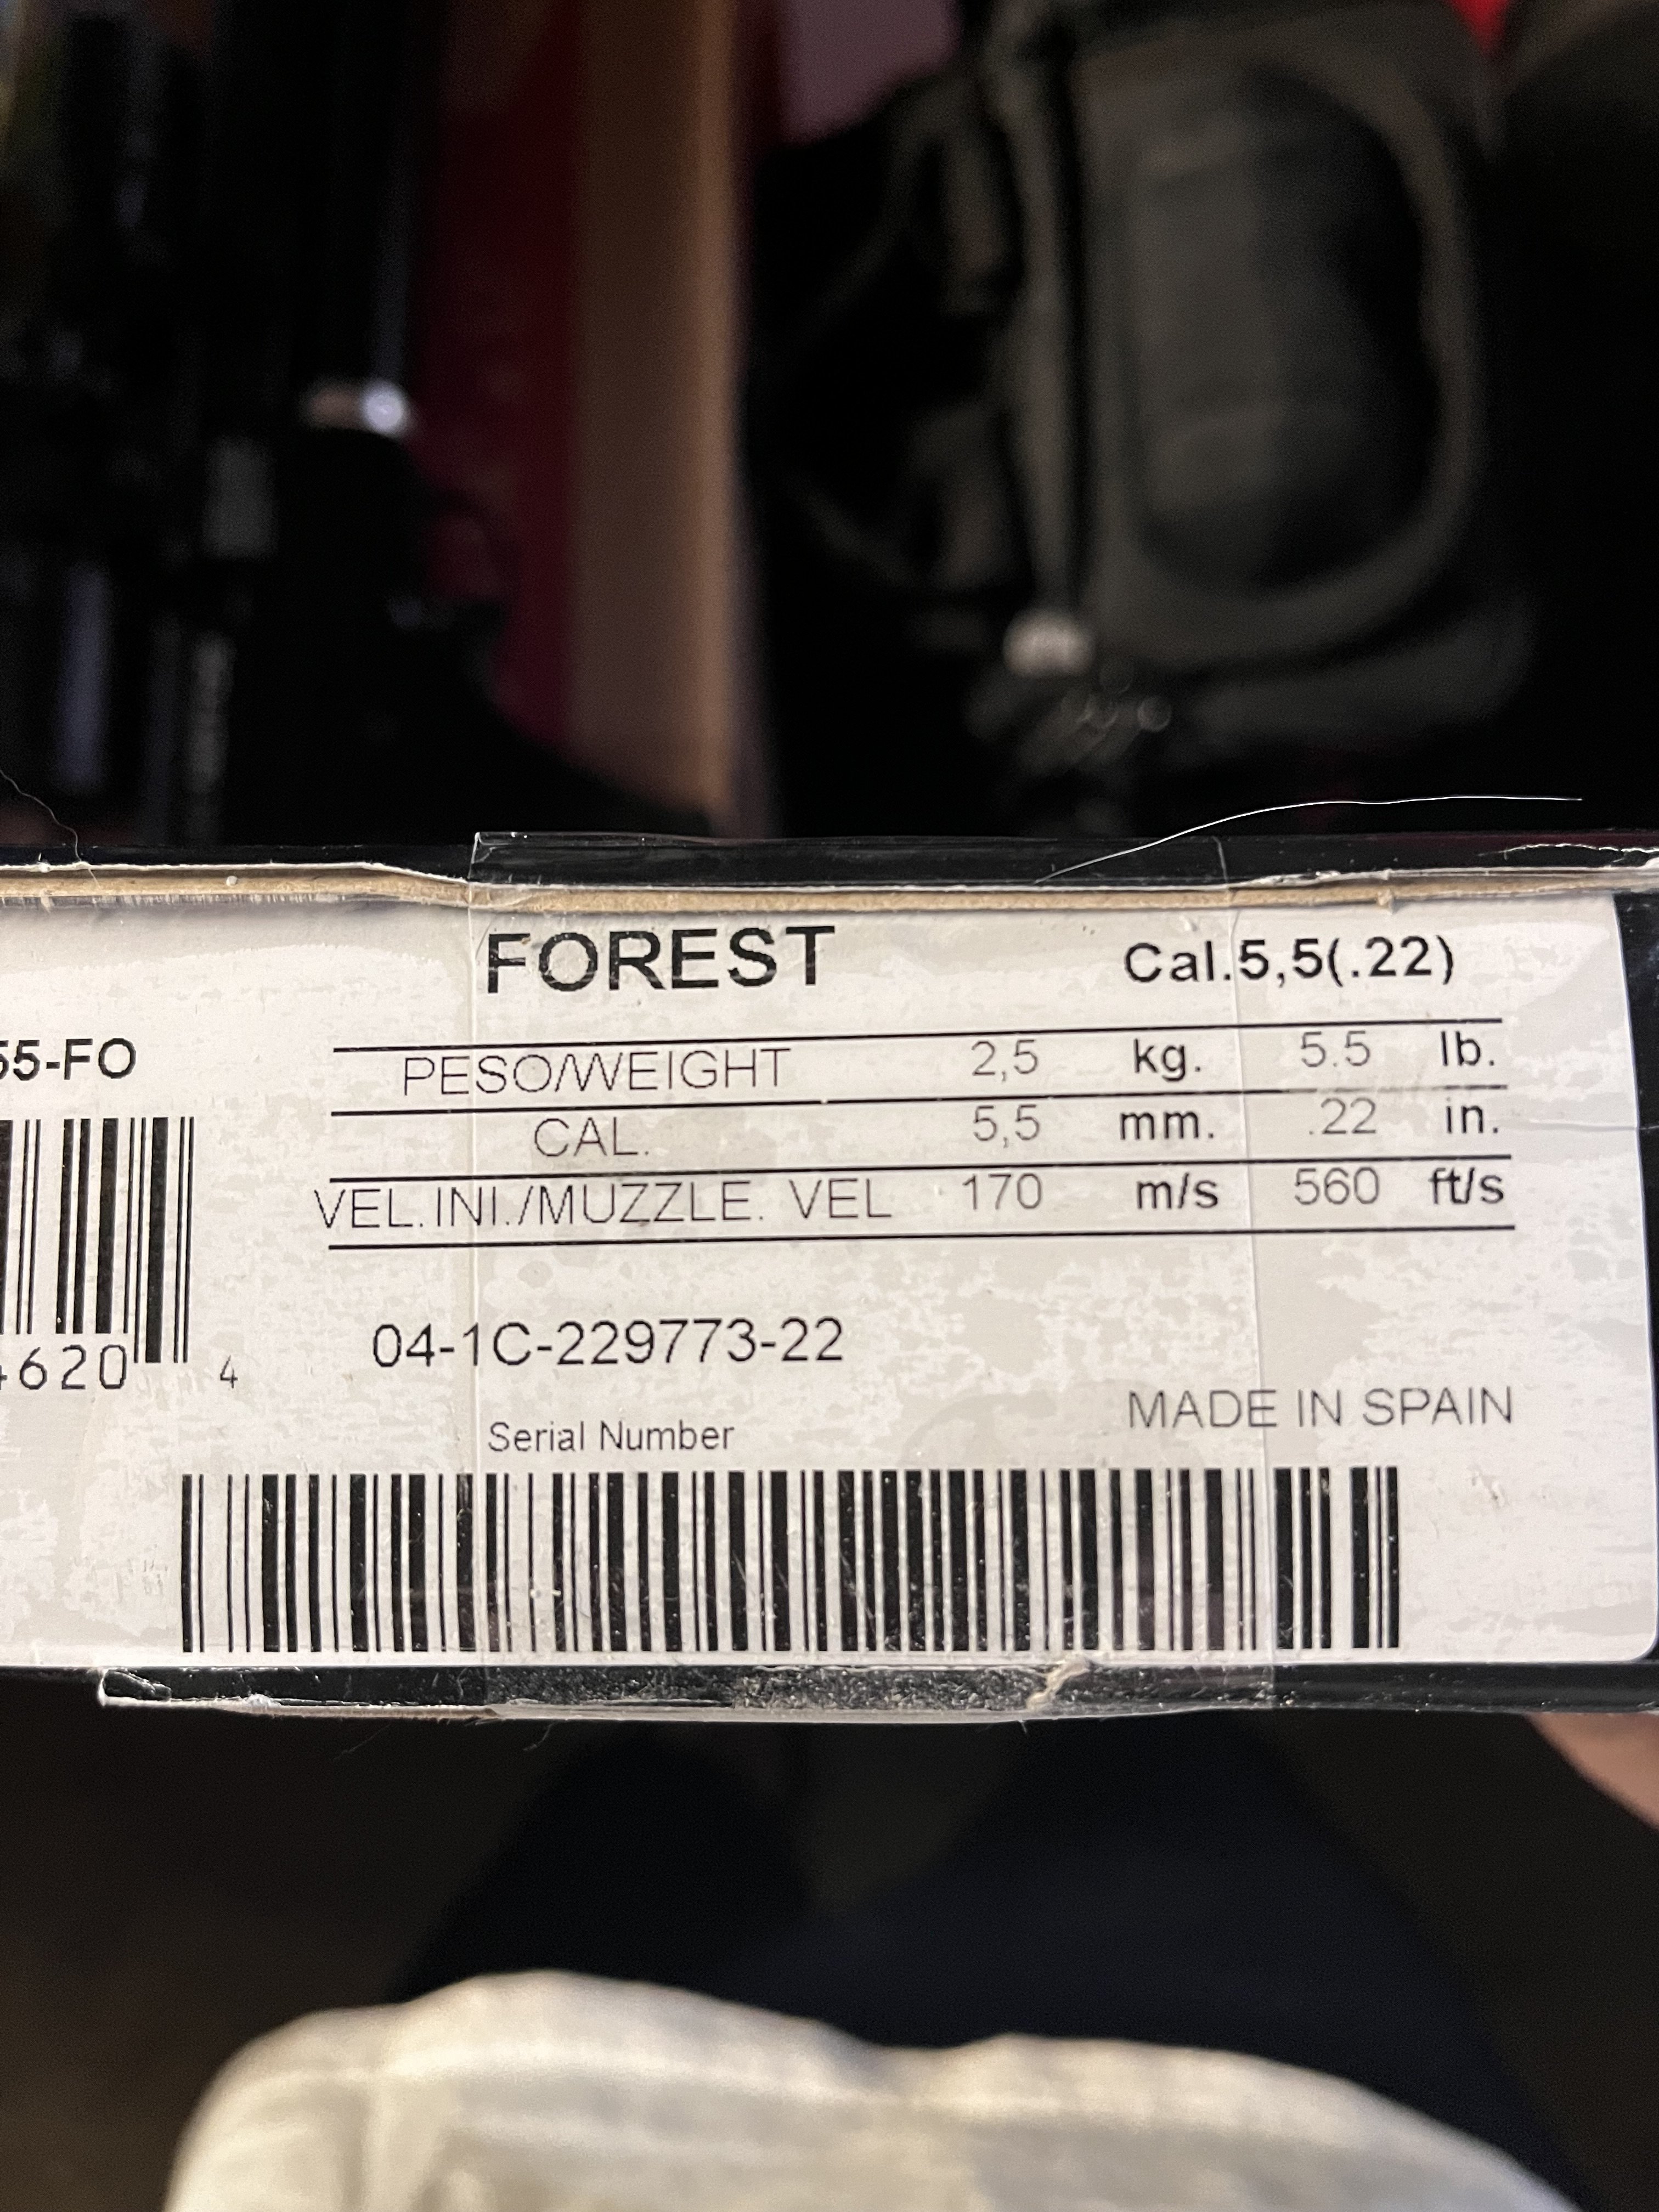 FOREST Cal.5,5(.22)
55-FO
PESO/WEIGHT 2,5 kg. 5.5 lb.
CAL. 5,5 mm. .22 in.
VEL.INI./MUZZLE. VEL 170 m/s 560 ft/s
4620 4
04-1C-229773-22
MADE IN SPAIN
Serial Number